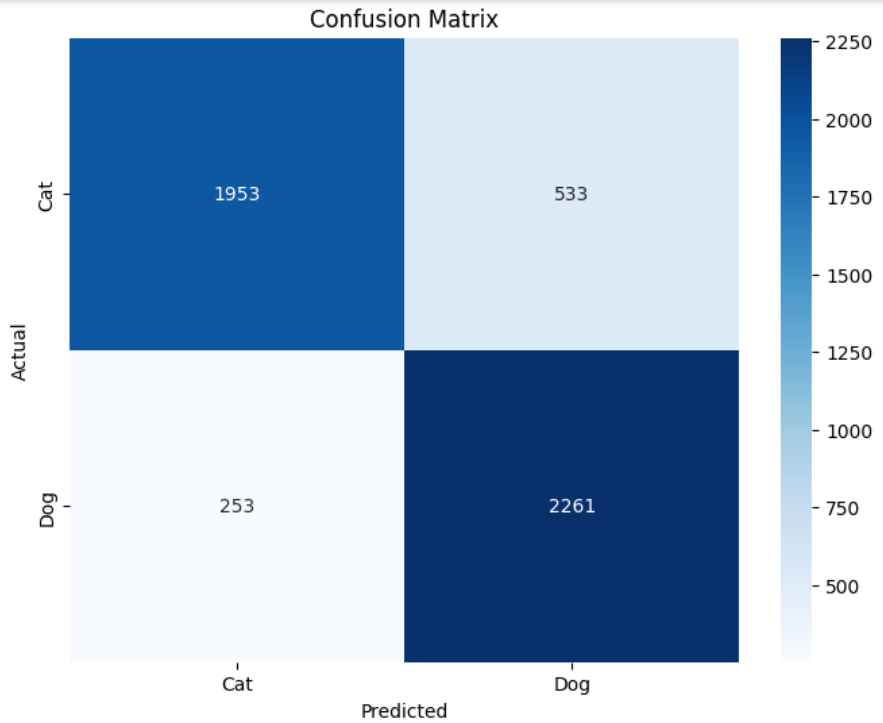 Confusion Matrix
Actual
Cat
1953
533
Dog
253
2261
Cat
Dog
Predicted
2250
2000
1750
1500
1250
1000
750
500